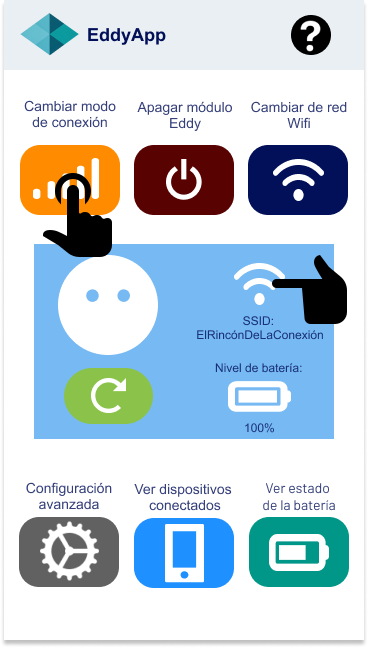 EddyApp
?
Cambiar modo
de conexión
Apagar módulo
Eddy
Cambiar de red
Wifi
SSID:
ElRincónDeLaConexión
Nivel de batería:
100%
Configuración
avanzada
Ver dispositivos
conectados
Ver estado
de la batería